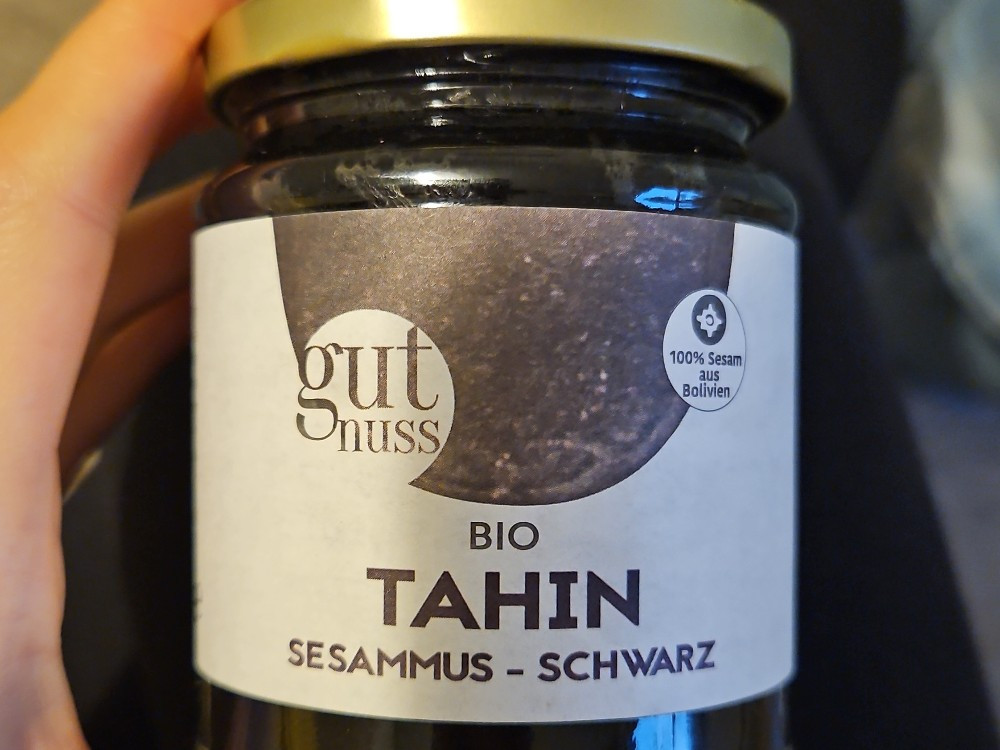 gut
nuss
100% Sesam
aus
Bolivien
BIO
TAHIN
SESAMMUS – SCHWARZ